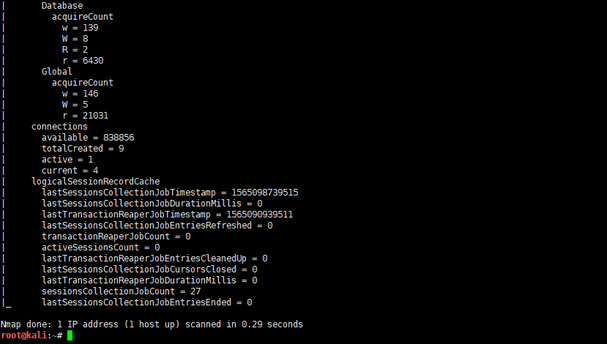 |       Database
|         acquireCount
|           w = 139
|           W = 8
|           R = 2
|           r = 6430
|       Global
|         acquireCount
|           w = 146
|           W = 5
|           r = 21031
|     connections
|       available = 838856
|       totalCreated = 9
|       active = 1
|       current = 4
|     logicalSessionRecordCache
|       lastSessionsCollectionJobTimestamp = 1565098739515
|       lastSessionsCollectionJobDurationMillis = 0
|       lastTransactionReaperJobTimestamp = 1565090939511
|       lastSessionsCollectionJobEntriesRefreshed = 0
|       transactionReaperJobCount = 0
|       activeSessionsCount = 0
|       lastTransactionReaperJobEntriesCleanedUp = 0
|       lastSessionsCollectionJobCursorsClosed = 0
|       lastTransactionReaperJobDurationMillis = 0
|       sessionsCollectionJobCount = 27
|_      lastSessionsCollectionJobEntriesEnded = 0

Nmap done: 1 IP address (1 host up) scanned in 0.29 seconds
root@kali:~#